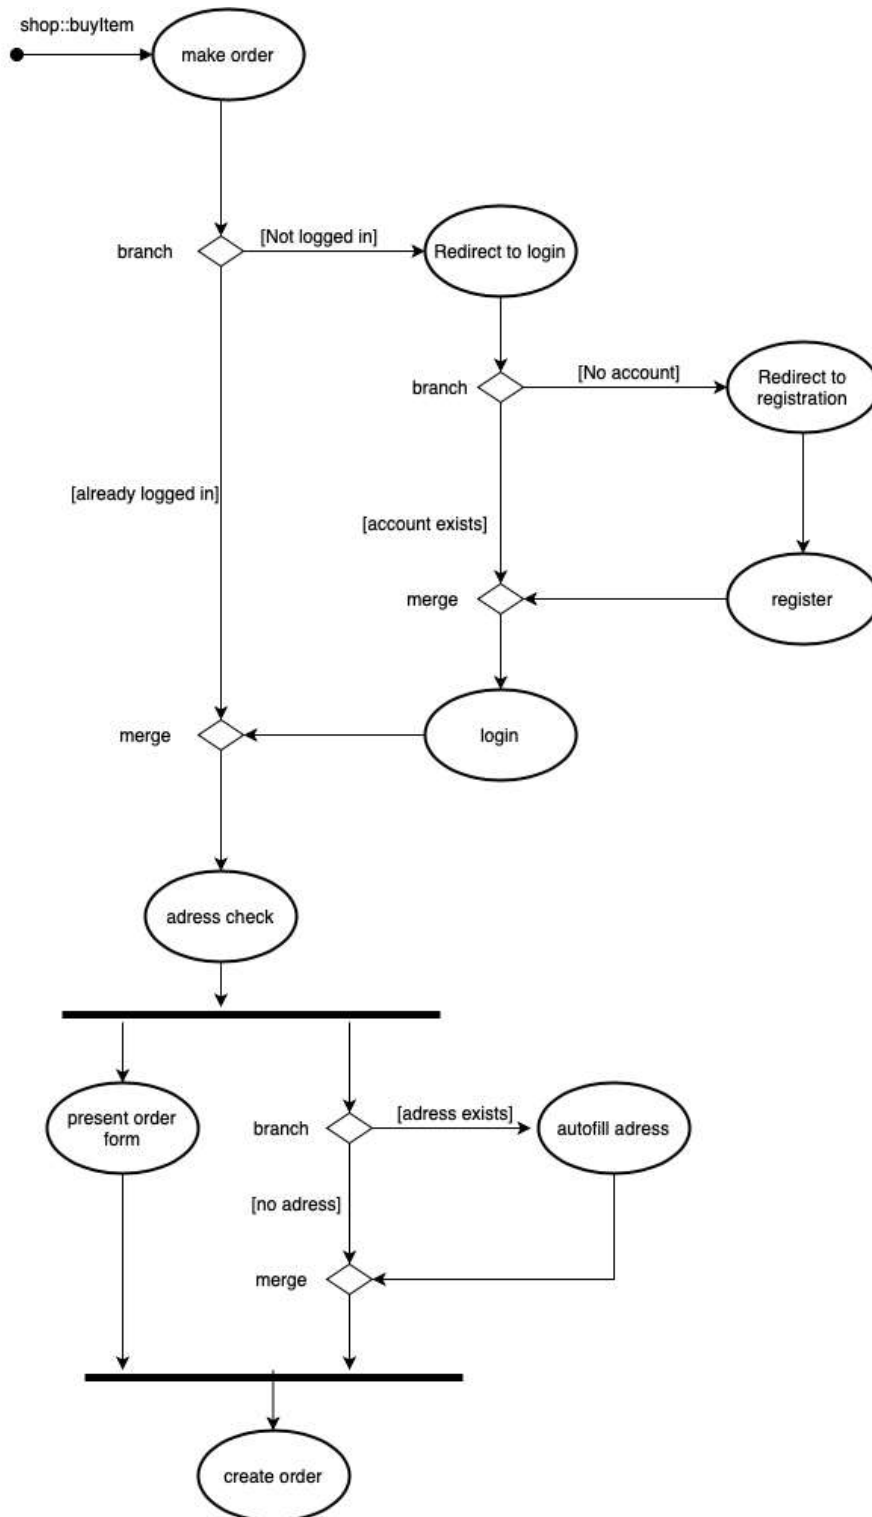 shop::buyItem
make order
branch
[Not logged in]
Redirect to login
branch
[No account]
Redirect to
registration
[already logged in]
[account exists]
merge
register
merge
login
adress check
present order
form
branch
[adress exists]
autofill adress
[no adress]
merge
create order